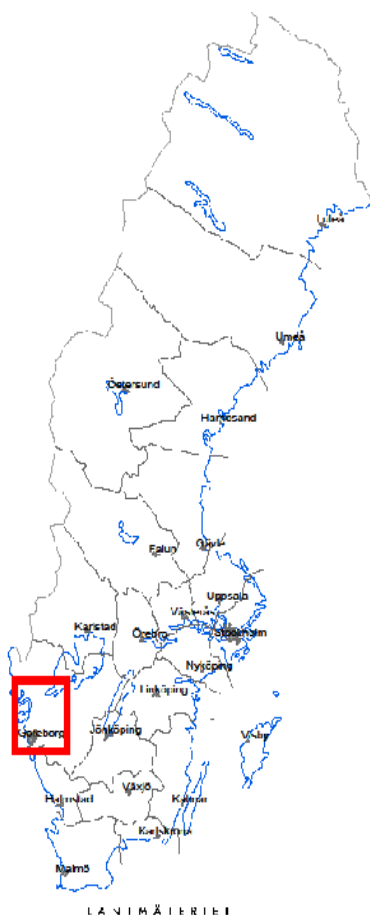 Luleå
Umeå
Östersund
Härnösand
Falun
Gävle
Uppsala
Västerås
Karlstad
Örebro
Stockholm
Nyköping
Linköping
Göteborg
Jönköping
Visby
Växjö
Halmstad
Kalmar
Karlskrona
Malmö
LANTMÄTERIET